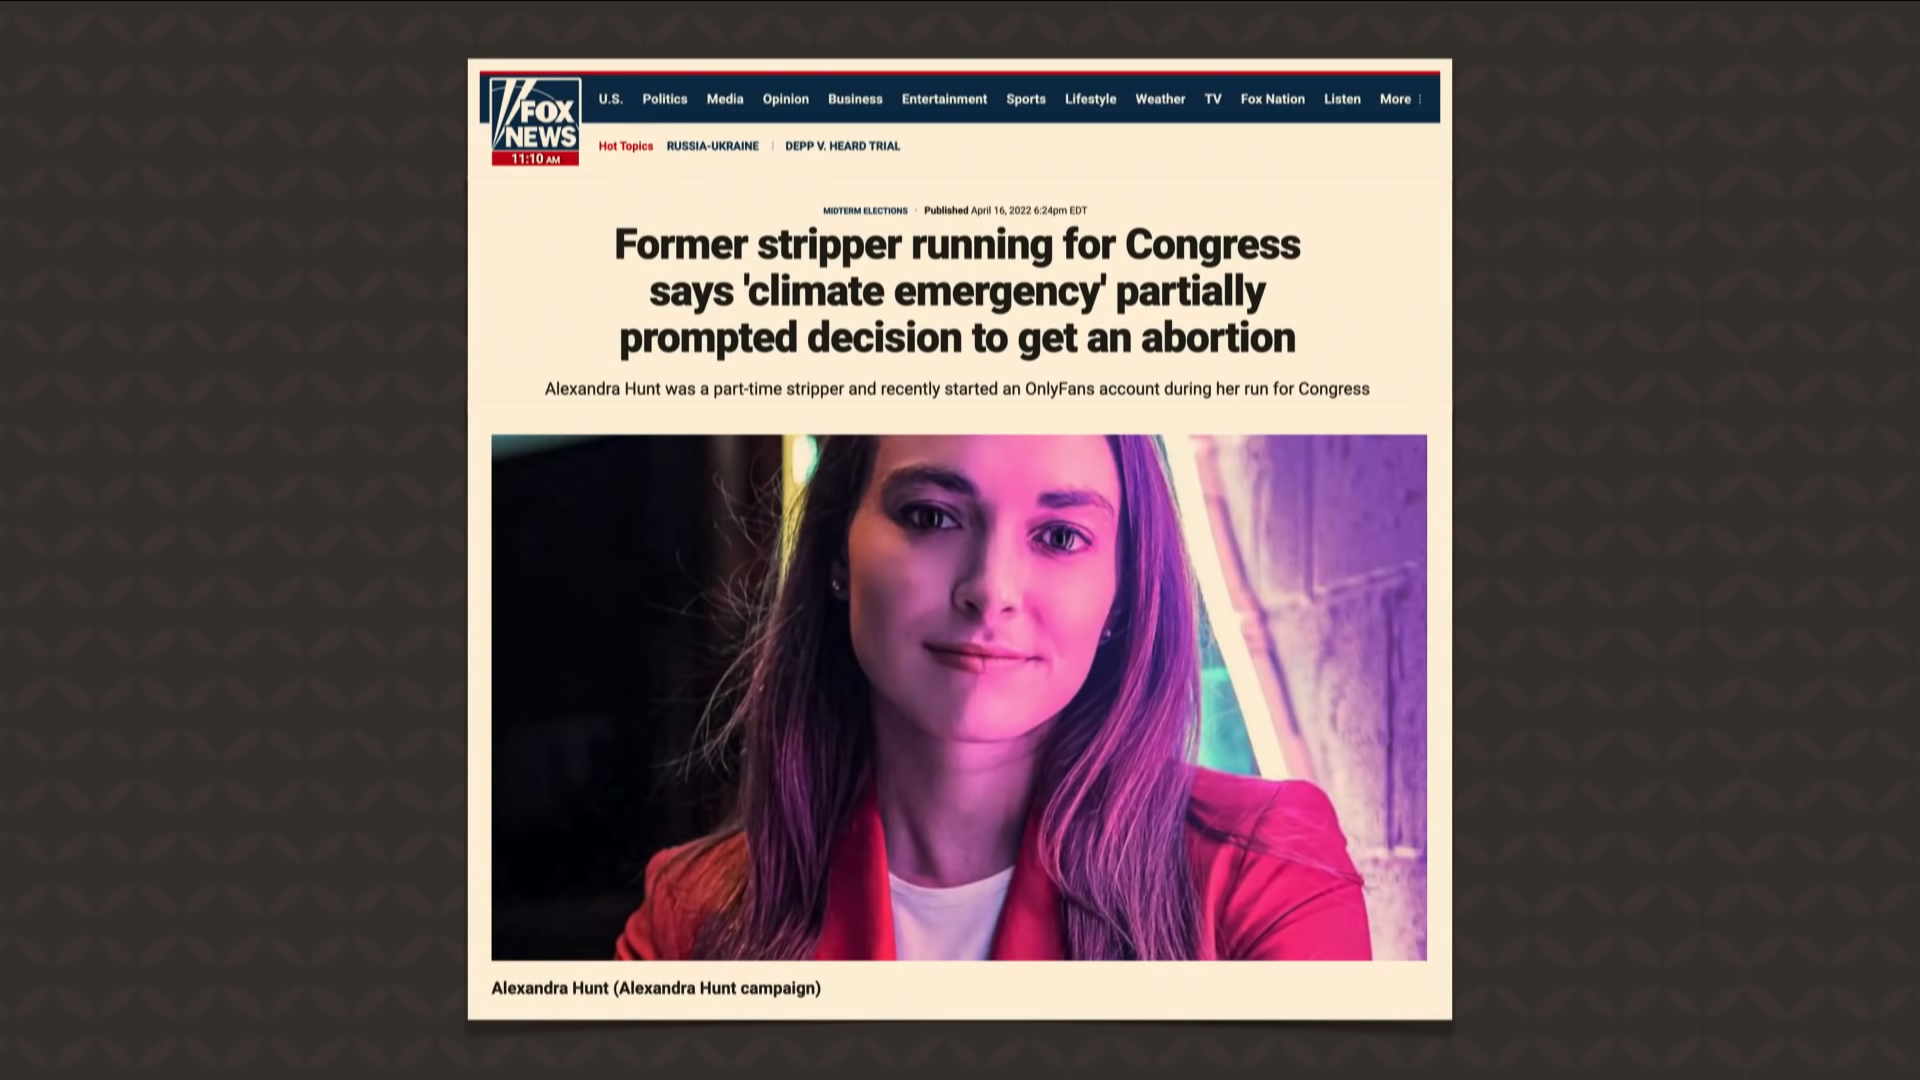 FOX
NEWS
11:10 AM
U.S. Politics Media Opinion Business Entertainment Sports Lifestyle Weather TV Fox Nation Listen More
Hot Topics RUSSIA-UKRAINE DEPP V. HEARD TRIAL
MIDTERM ELECTIONS · Published April 16, 2022 6:24pm EDT
Former stripper running for Congress
says 'climate emergency' partially
prompted decision to get an abortion
Alexandra Hunt was a part-time stripper and recently started an OnlyFans account during her run for Congress
Alexandra Hunt (Alexandra Hunt campaign)